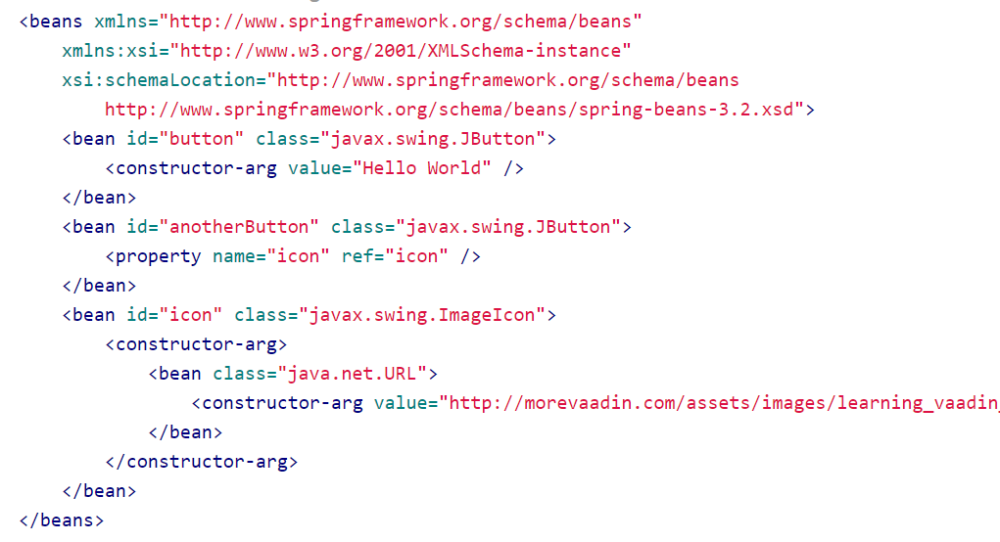 <beans xmlns="http://www.springframework.org/schema/beans"
    xmlns:xsi="http://www.w3.org/2001/XMLSchema-instance"
    xsi:schemaLocation="http://www.springframework.org/schema/beans
        http://www.springframework.org/schema/beans/spring-beans-3.2.xsd">
    <bean id="button" class="javax.swing.JButton">
        <constructor-arg value="Hello World" />
    </bean>
    <bean id="anotherButton" class="javax.swing.JButton">
        <property name="icon" ref="icon" />
    </bean>
    <bean id="icon" class="javax.swing.ImageIcon">
        <constructor-arg>
            <bean class="java.net.URL">
                <constructor-arg value="http://morevaadin.com/assets/images/learning_vaadin_
            </bean>
        </constructor-arg>
    </bean>
</beans>